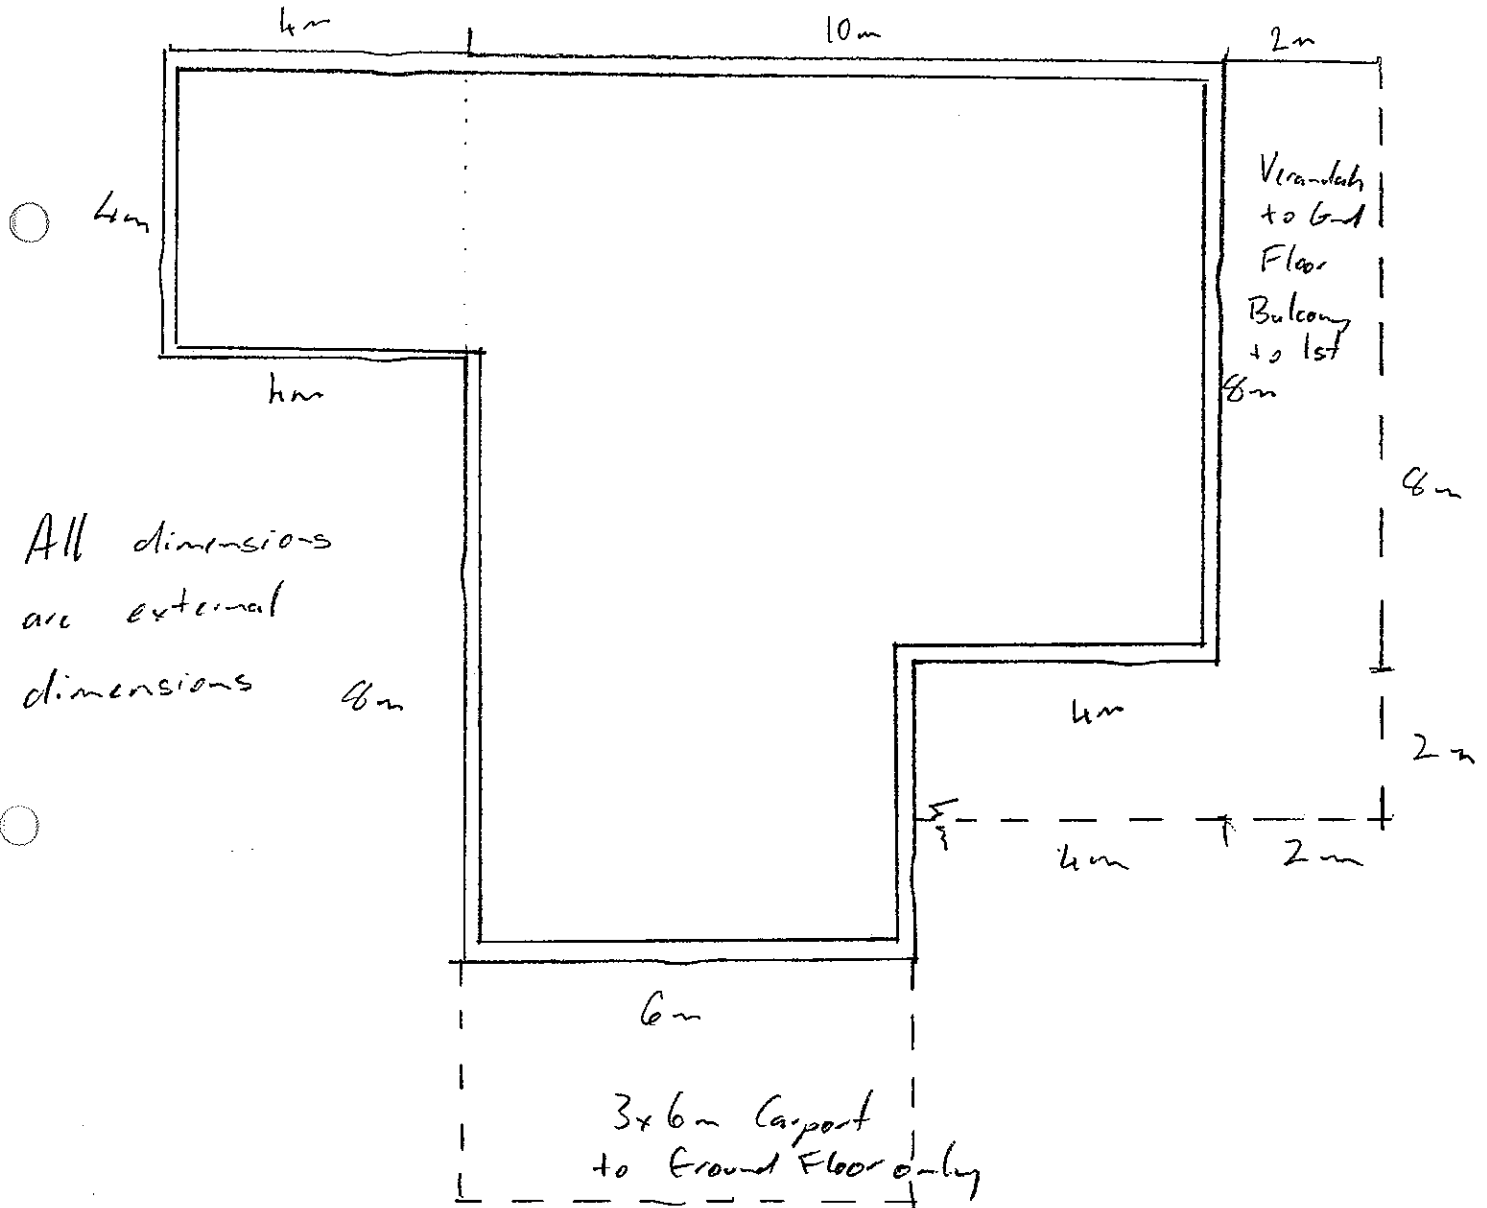 4m 10m 2m
4m
Verandah
to Gnd
Floor
Balcony
to 1st
8m
4m
8m
All dimensions
are external
dimensions
8m
4m
2m
4m 2m
6m
3x6m Carport
to Ground Floor only